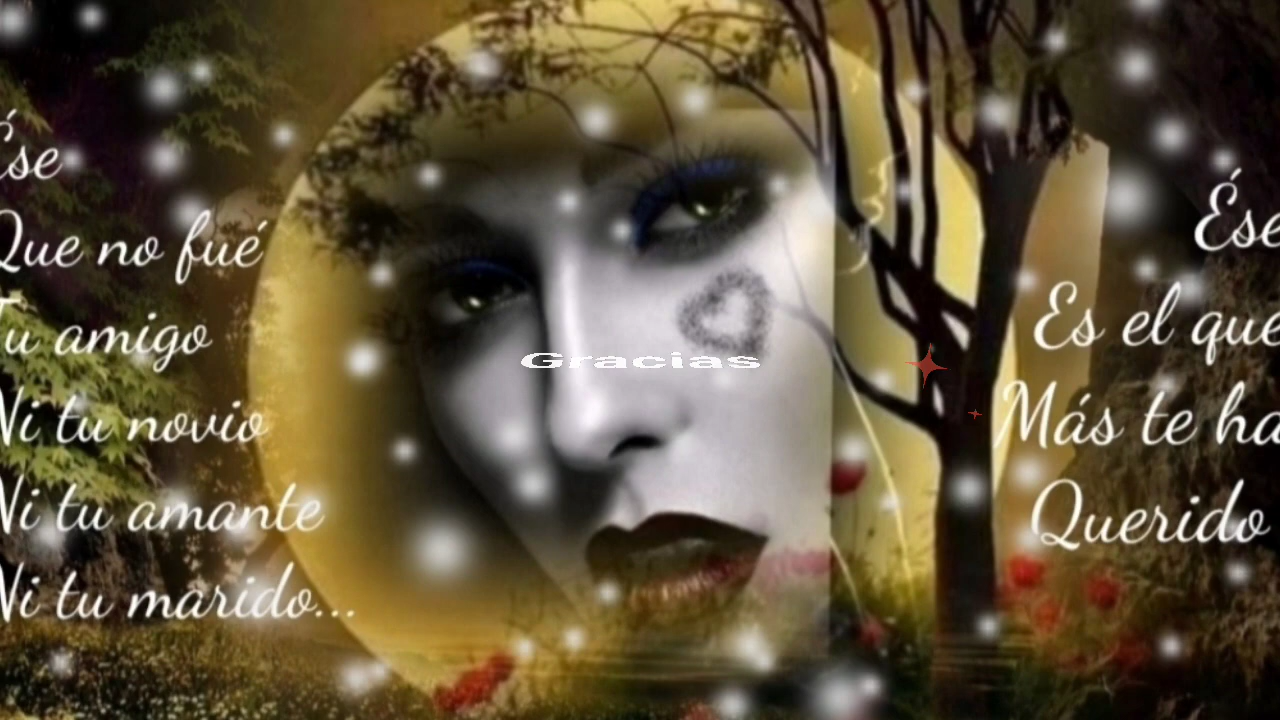 Ése
Que no fué
Tu amigo
Ni tu novio
Ni tu amante
Ni tu marido...
Gracias
Ése
Es el que
Más te ha
Querido